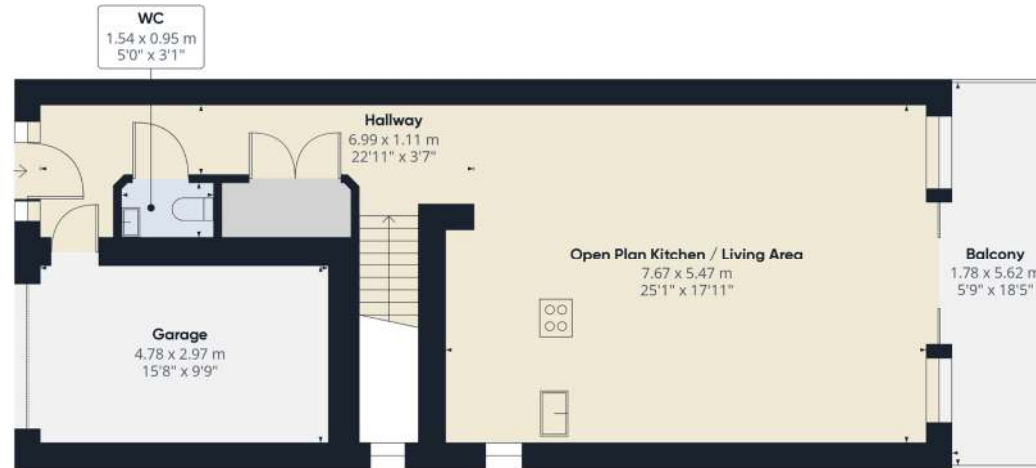 WC
1.54 x 0.95 m
5'0" x 3'1"
Hallway
6.99 x 1.11 m
22'11" x 3'7"
Open Plan Kitchen / Living Area
7.67 x 5.47 m
25'1" x 17'11"
Balcony
1.78 x 5.62 m
5'9" x 18'5"
Garage
4.78 x 2.97 m
15'8" x 9'9"